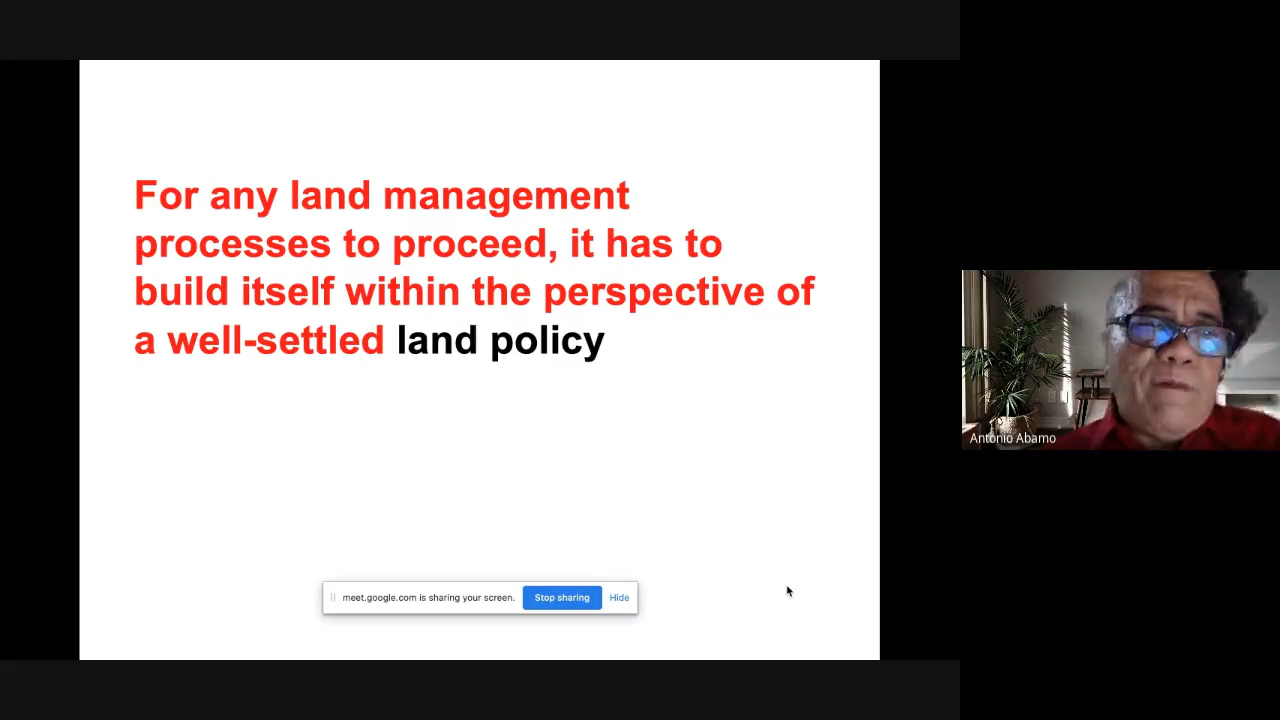 For any land management
processes to proceed, it has to
build itself within the perspective of
a well-settled land policy
meet.google.com is sharing your screen. Stop sharing Hide
Antonio Abamo